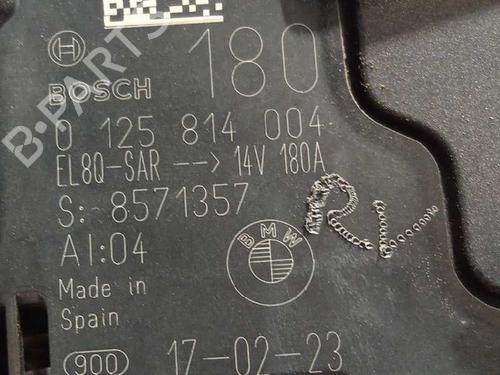 180
BOSCH
0 125 814 004
EL8Q-SAR --> 14V 180A
S: 8571357
AI:04
BMW
R1
Made in
Spain
900
17-02-23
B-PARTS